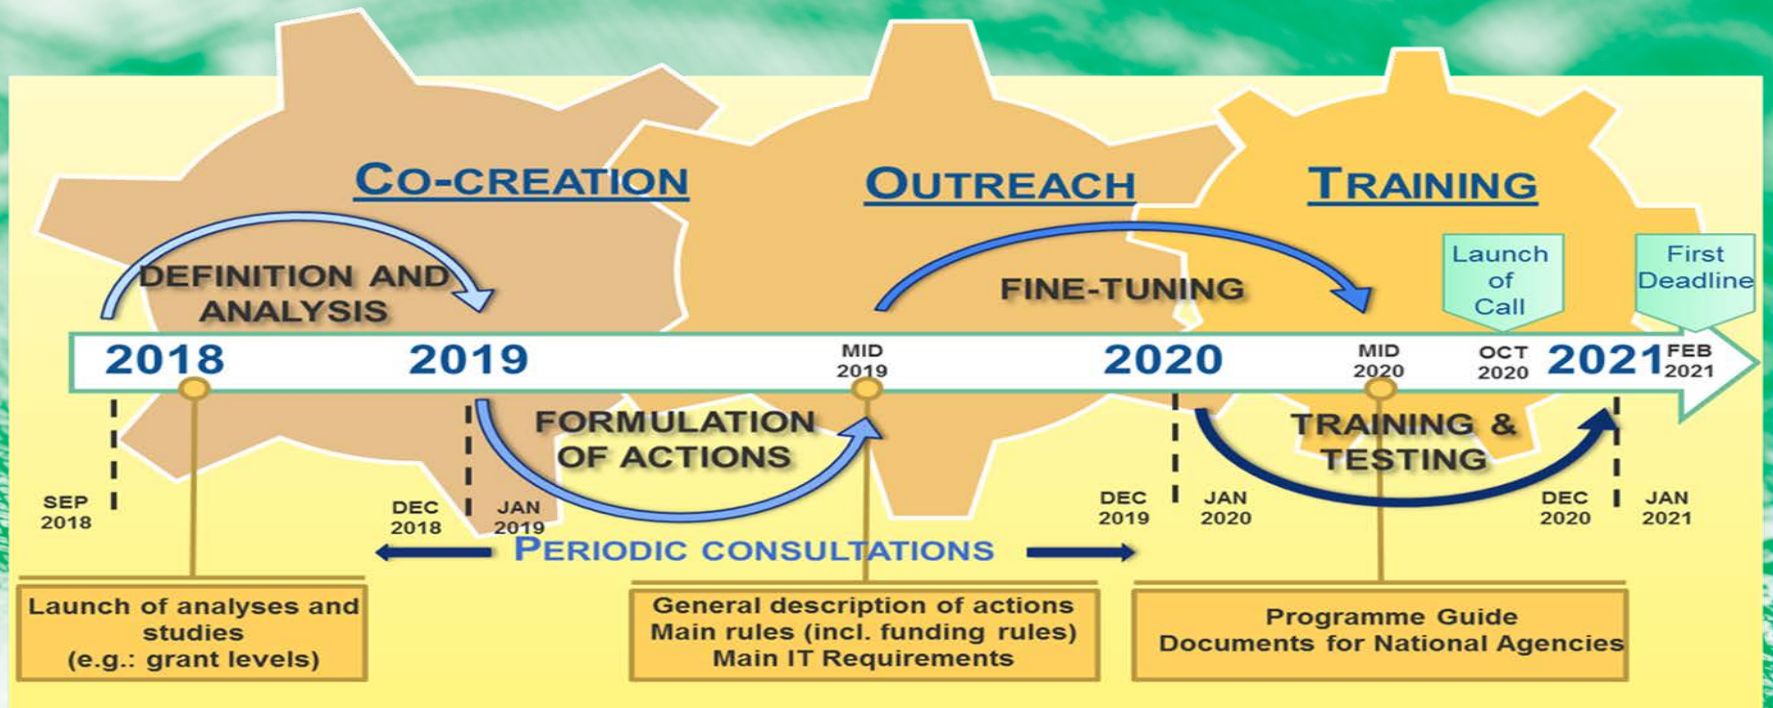 CO-CREATION
OUTREACH
TRAINING
DEFINITION AND
ANALYSIS
FINE-TUNING
Launch
of
Call
First
Deadline
2018
2019
MID
2019
2020
MID
2020
OCT
2020
2021
FEB
2021
FORMULATION
OF ACTIONS
TRAINING &
TESTING
SEP
2018
DEC
2018
JAN
2019
DEC
2019
JAN
2020
DEC
2020
JAN
2021
PERIODIC CONSULTATIONS
Launch of analyses and
studies
(e.g.: grant levels)
General description of actions
Main rules (incl. funding rules)
Main IT Requirements
Programme Guide
Documents for National Agencies